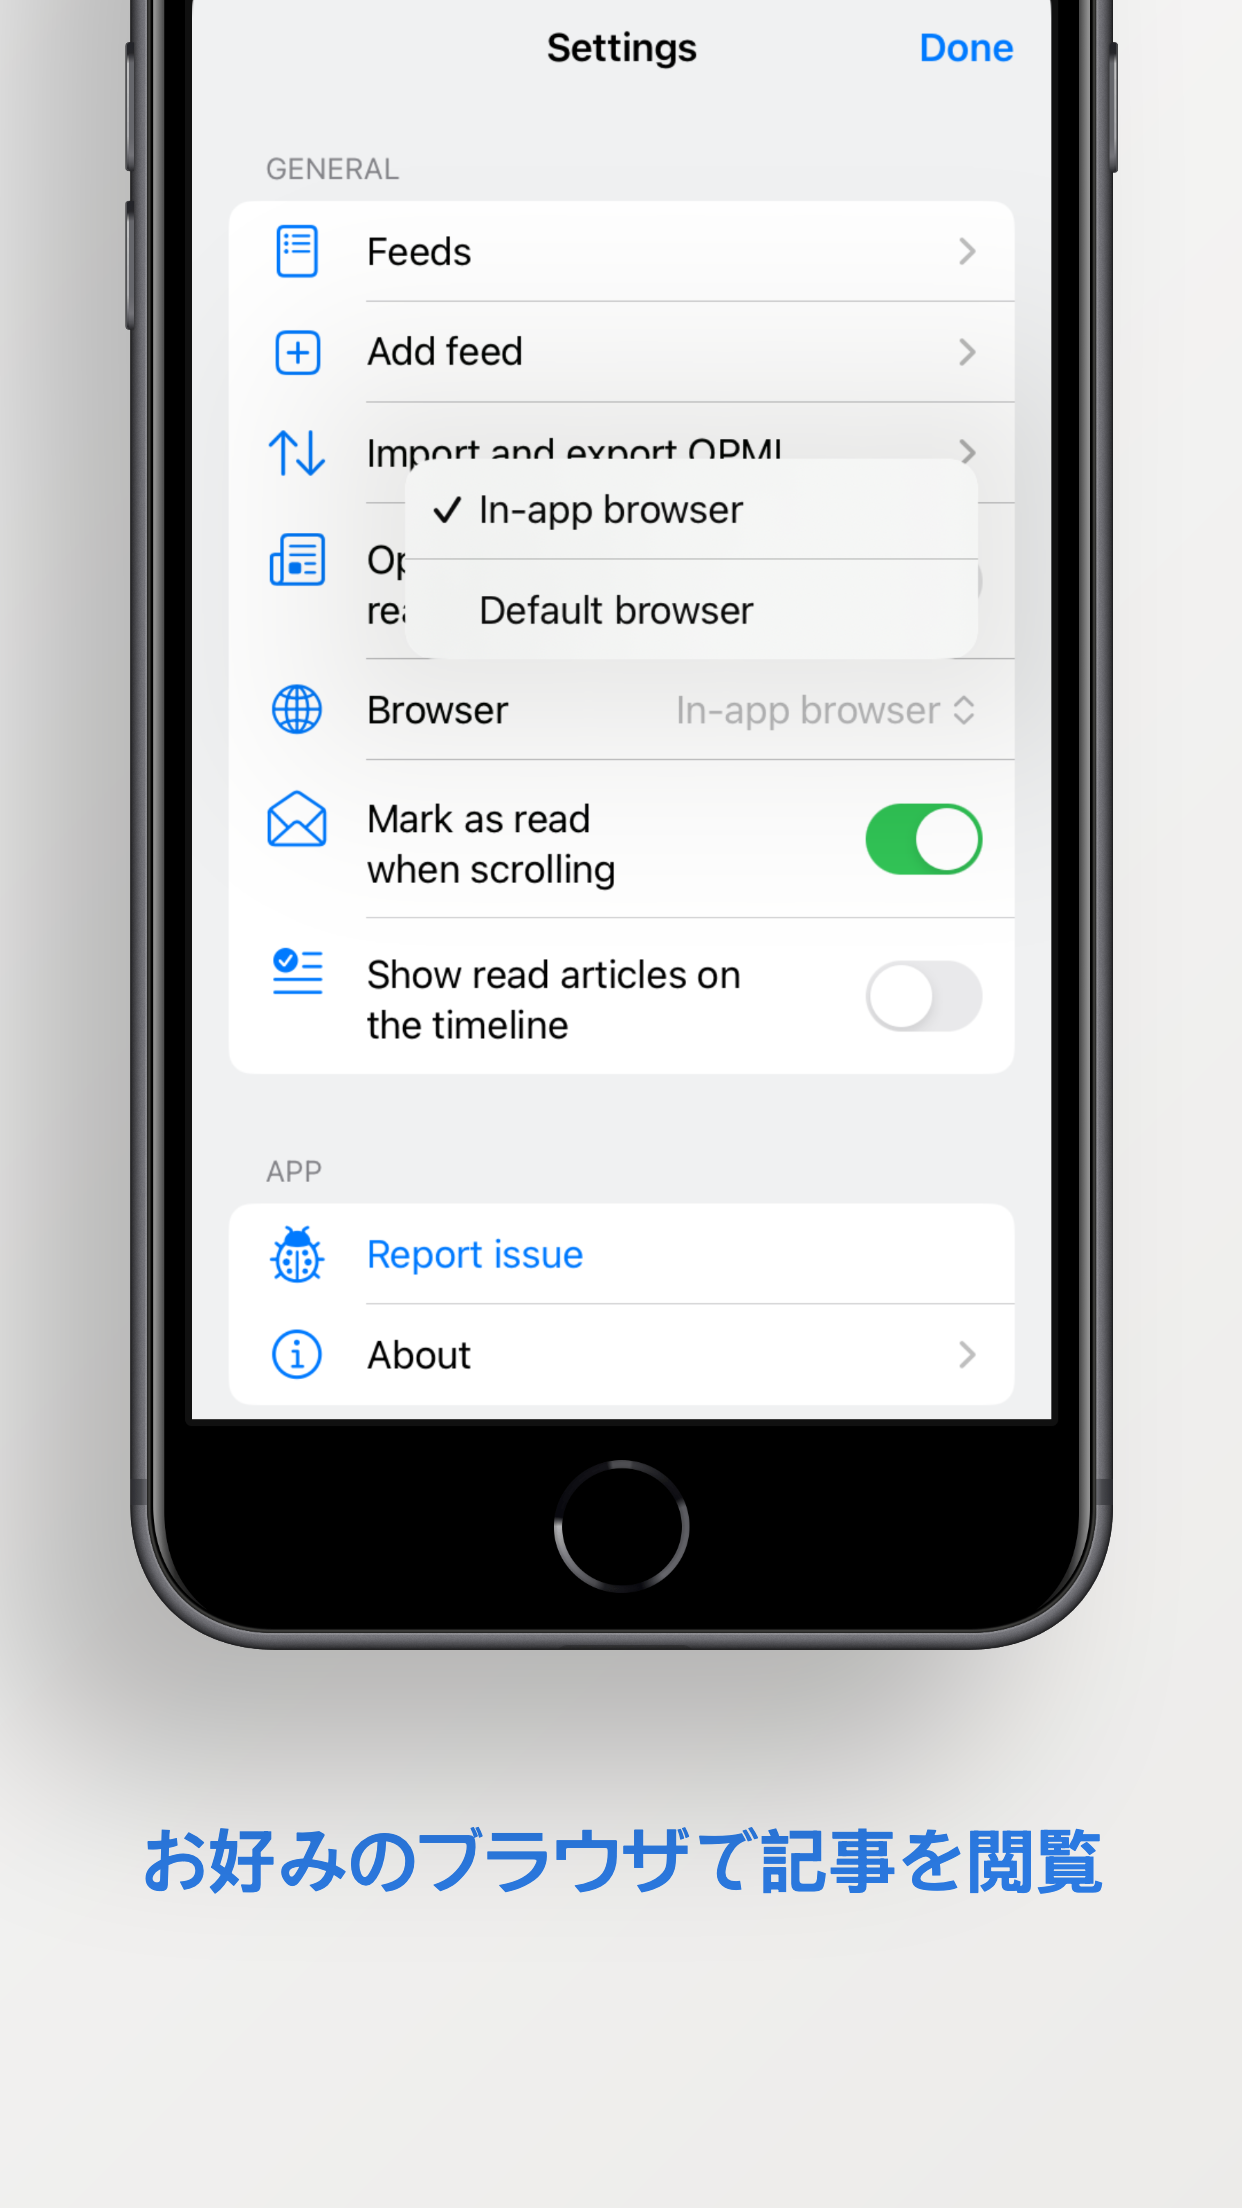 Settings
Done
GENERAL
Feeds
Add feed
Import and export OPML
In-app browser
Default browser
Browser
In-app browser
Mark as read
when scrolling
Show read articles on
the timeline
APP
Report issue
About
お好みのブラウザで記事を閲覧